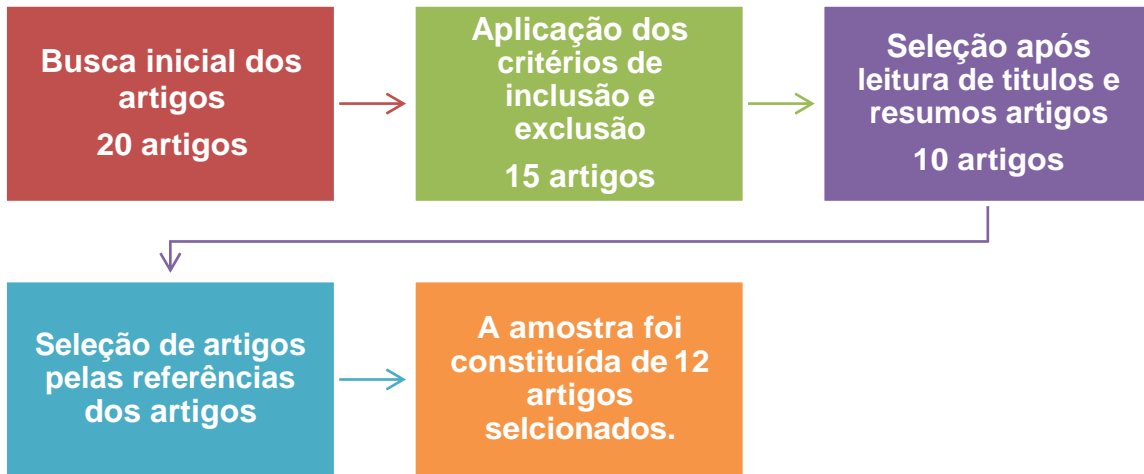 Busca inicial dos
artigos
20 artigos
Aplicação dos
critérios de
inclusão e
exclusão
15 artigos
Seleção após
leitura de titulos e
resumos artigos
10 artigos
Seleção de artigos
pelas referências
dos artigos
A amostra foi
constituída de 12
artigos
selcionados.